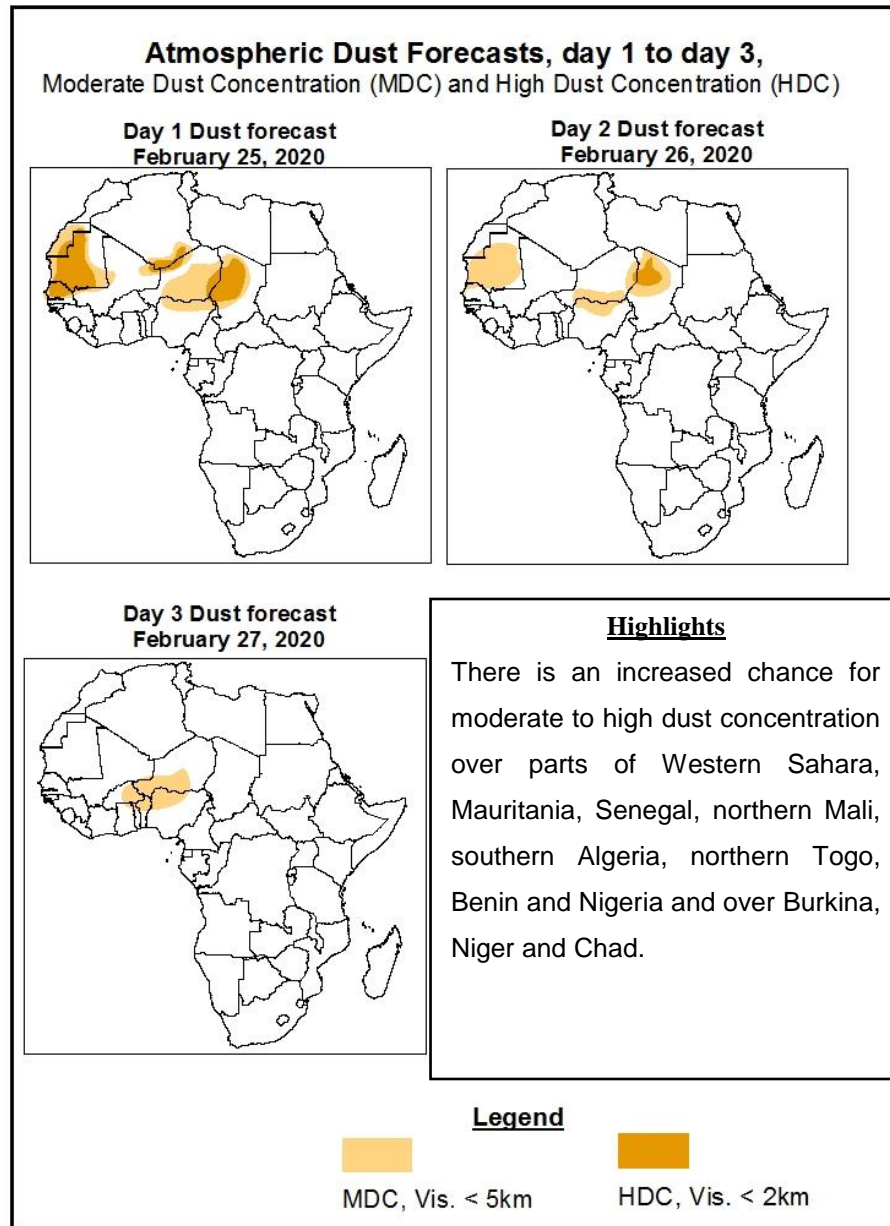 Atmospheric Dust Forecasts, day 1 to day 3,
Moderate Dust Concentration (MDC) and High Dust Concentration (HDC)
Day 1 Dust forecast
February 25, 2020
Day 2 Dust forecast
February 26, 2020
Day 3 Dust forecast
February 27, 2020
Highlights
There is an increased chance for
moderate to high dust concentration
over parts of Western Sahara,
Mauritania, Senegal, northern Mali,
southern Algeria, northern Togo,
Benin and Nigeria and over Burkina,
Niger and Chad.
Legend
MDC, Vis. < 5km
HDC, Vis. < 2km